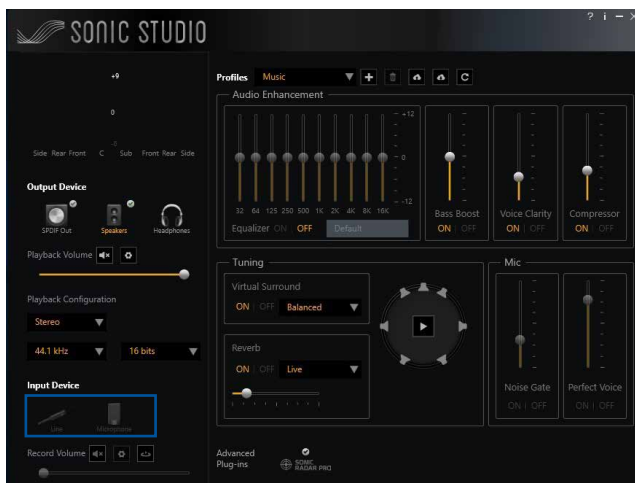 SONIC STUDIO
? i
+9
0
Side Rear Front C Sub Front Rear Side
Profiles Music
Audio Enhancement
+12
0
-12
32 64 125 250 500 1K 2K 4K 8K 16K
Equalizer ON OFF Default
Bass Boost
ON | OFF
Voice Clarity
ON | OFF
Compressor
ON | OFF
Output Device
SPDIF Out Speakers Headphones
Playback Volume
Playback Configuration
Stereo
44.1 kHz 16 bits
Tuning
Virtual Surround
ON | OFF Balanced
Reverb
ON | OFF Live
Mic
Noise Gate
ON | OFF
Perfect Voice
ON | OFF
Input Device
Line Microphone
Record Volume
Advanced
Plug-ins
SONIC
RADAR PRO